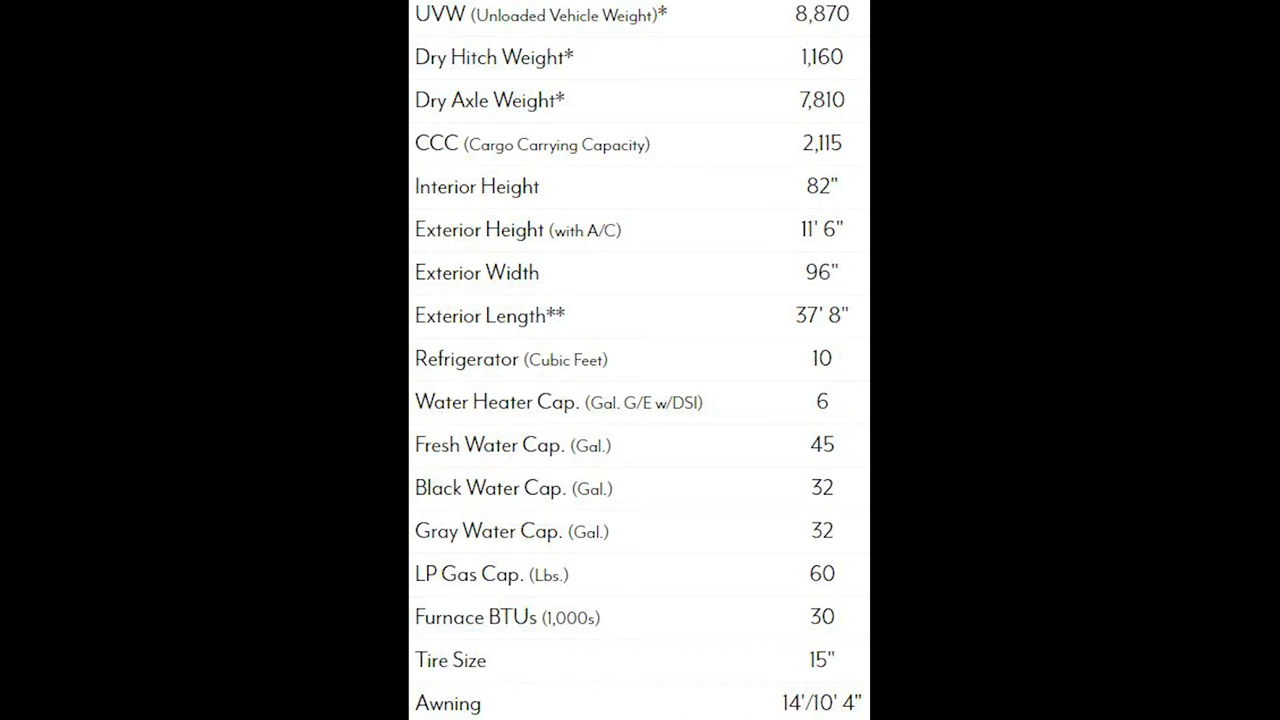 UVW (Unloaded Vehicle Weight)* 8,870
Dry Hitch Weight* 1,160
Dry Axle Weight* 7,810
CCC (Cargo Carrying Capacity) 2,115
Interior Height 82"
Exterior Height (with A/C) 11' 6"
Exterior Width 96"
Exterior Length** 37' 8"
Refrigerator (Cubic Feet) 10
Water Heater Cap. (Gal. G/E w/DSI) 6
Fresh Water Cap. (Gal.) 45
Black Water Cap. (Gal.) 32
Gray Water Cap. (Gal.) 32
LP Gas Cap. (Lbs.) 60
Furnace BTUs (1,000s) 30
Tire Size 15"
Awning 14'/10' 4"